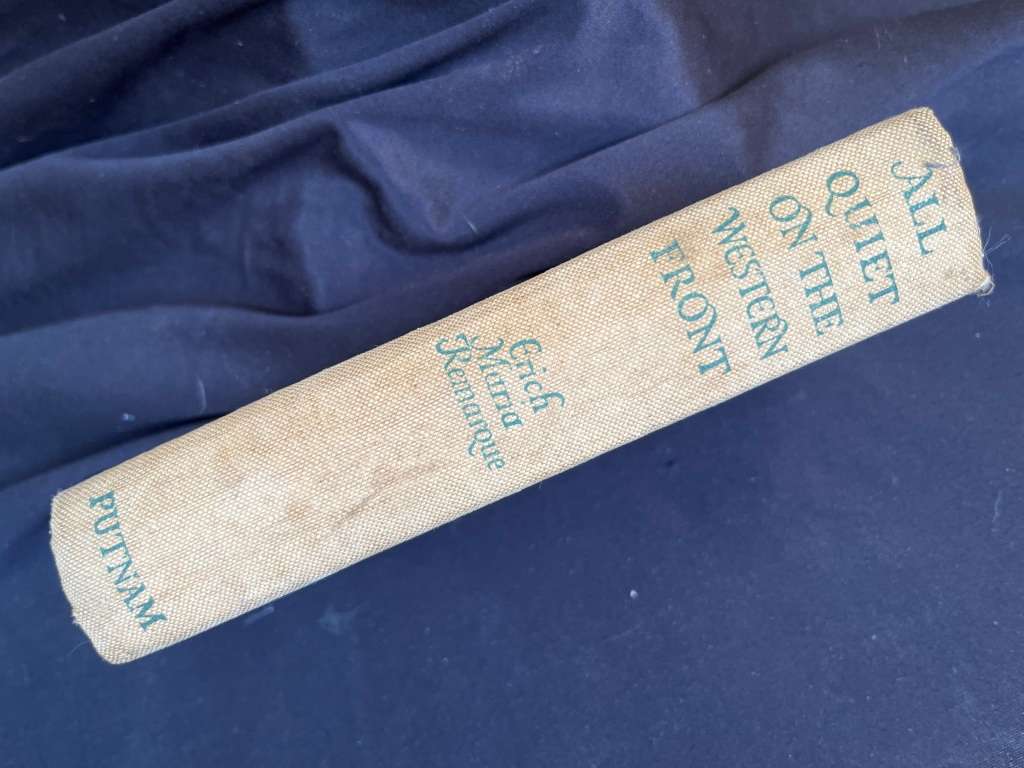 ALL
QUIET
ON THE
WESTERN
FRONT
Erich
Maria
Remarque
PUTNAM